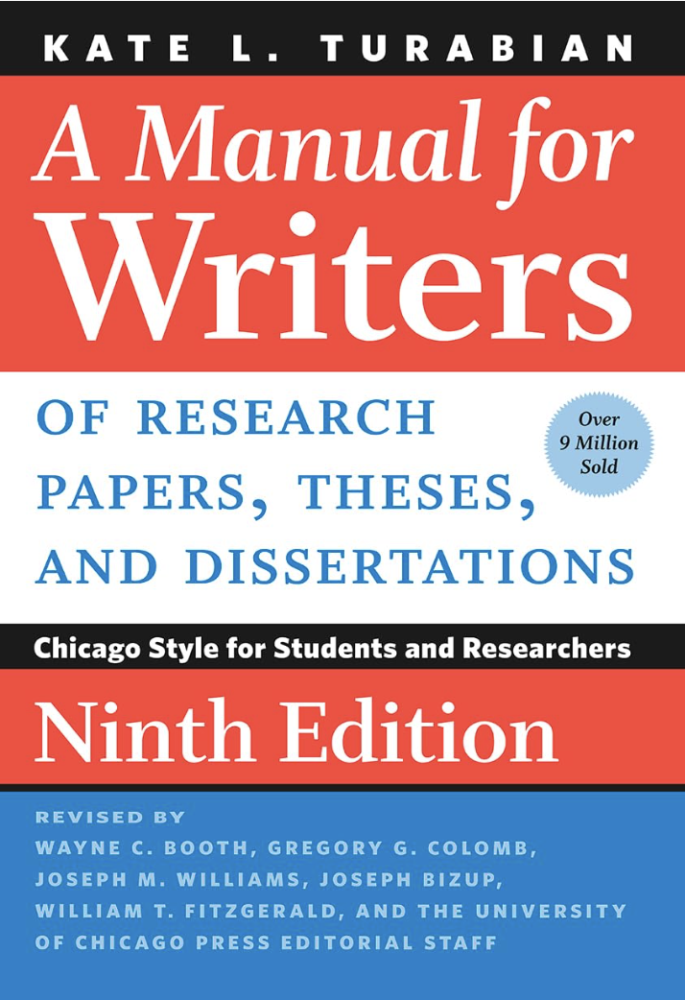 KATE L. TURABIAN
A Manual for
Writers
OF RESEARCH
PAPERS, THESES,
AND DISSERTATIONS
Over
9 Million
Sold
Chicago Style for Students and Researchers
Ninth Edition
REVISED BY
WAYNE C. BOOTH, GREGORY G. COLOMB,
JOSEPH M. WILLIAMS, JOSEPH BIZUP,
WILLIAM T. FITZGERALD, AND THE UNIVERSITY
OF CHICAGO PRESS EDITORIAL STAFF